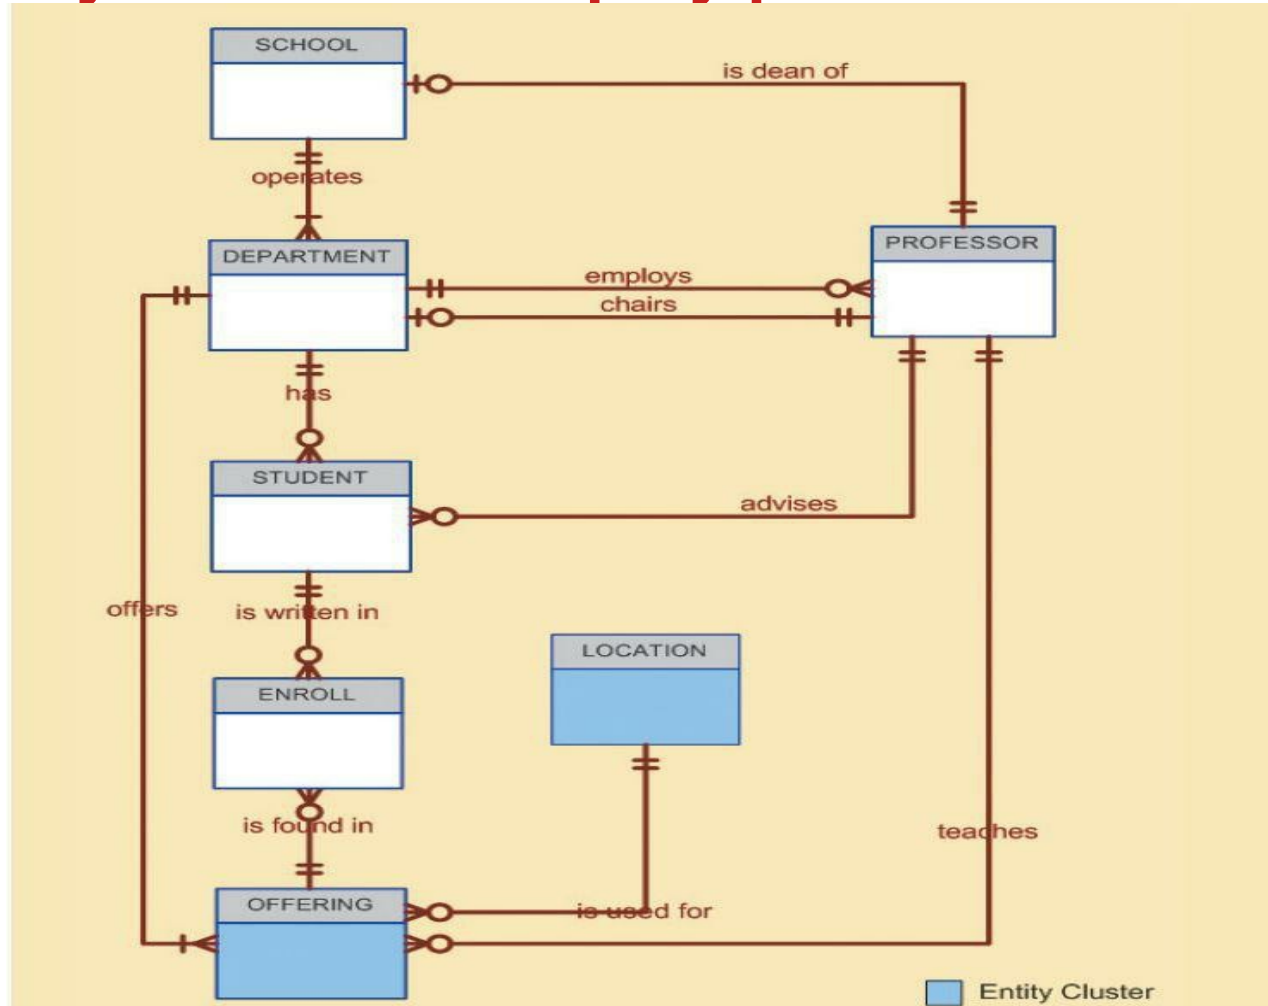 SCHOOL
is dean of
operates
PROFESSOR
DEPARTMENT
employs
chairs
has
STUDENT
advises
offers
is written in
LOCATION
ENROLL
is found in
teaches
OFFERING
is used for
Entity Cluster